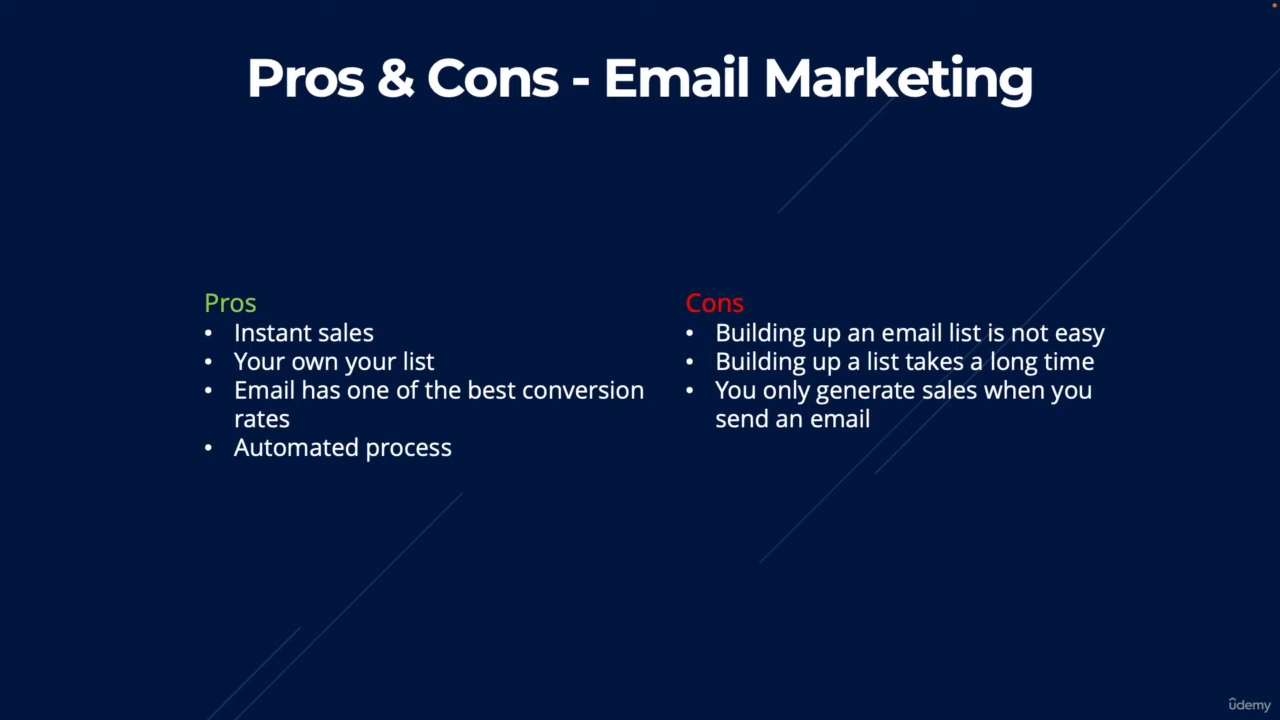 Pros & Cons - Email Marketing
Pros
• Instant sales
• Your own your list
• Email has one of the best conversion
rates
• Automated process
Cons
• Building up an email list is not easy
• Building up a list takes a long time
• You only generate sales when you
send an email
ûdemy